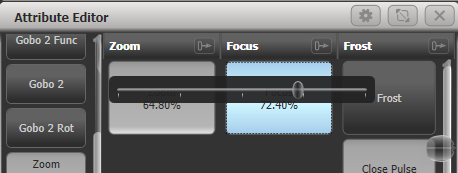 Attribute Editor
Gobo 2 Func
Gobo 2
Gobo 2 Rot
Zoom
Zoom
64.80%
Focus
72.40%
Frost
Frost
Close Pulse